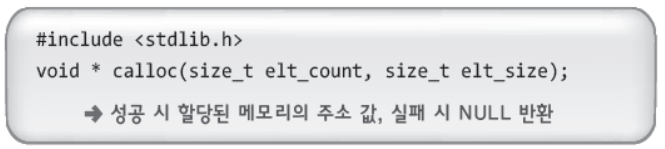 #include <stdlib.h>
void * calloc(size_t elt_count, size_t elt_size);
➔ 성공 시 할당된 메모리의 주소 값, 실패 시 NULL 반환